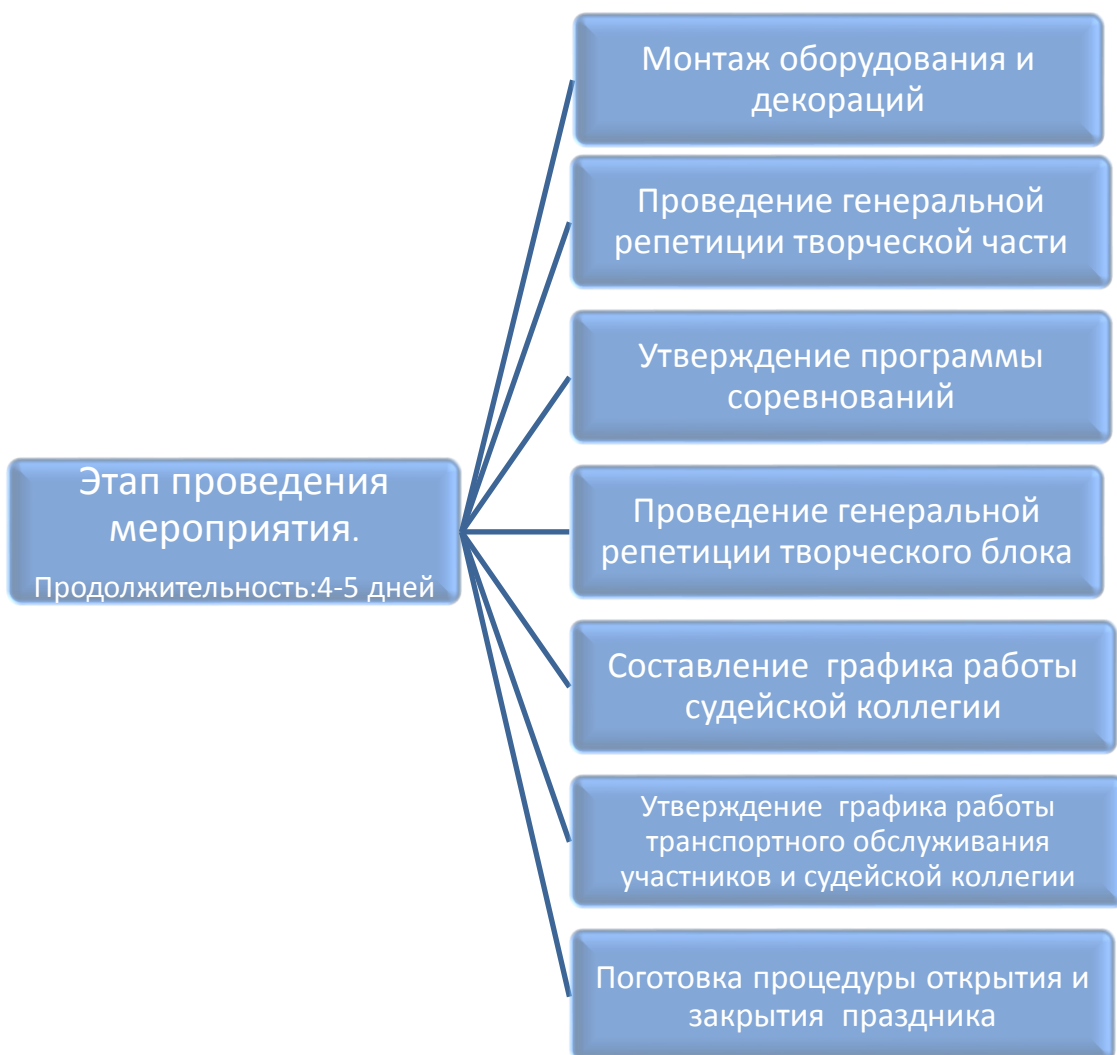 Монтаж оборудования и
декораций
Проведение генеральной
репетиции творческой части
Утверждение программы
соревнований
Этап проведения
мероприятия.
Продолжительность:4-5 дней
Проведение генеральной
репетиции творческого блока
Составление графика работы
судейской коллегии
Утверждение графика работы
транспортного обслуживания
участников и судейской коллегии
Поготовка процедуры открытия и
закрытия праздника